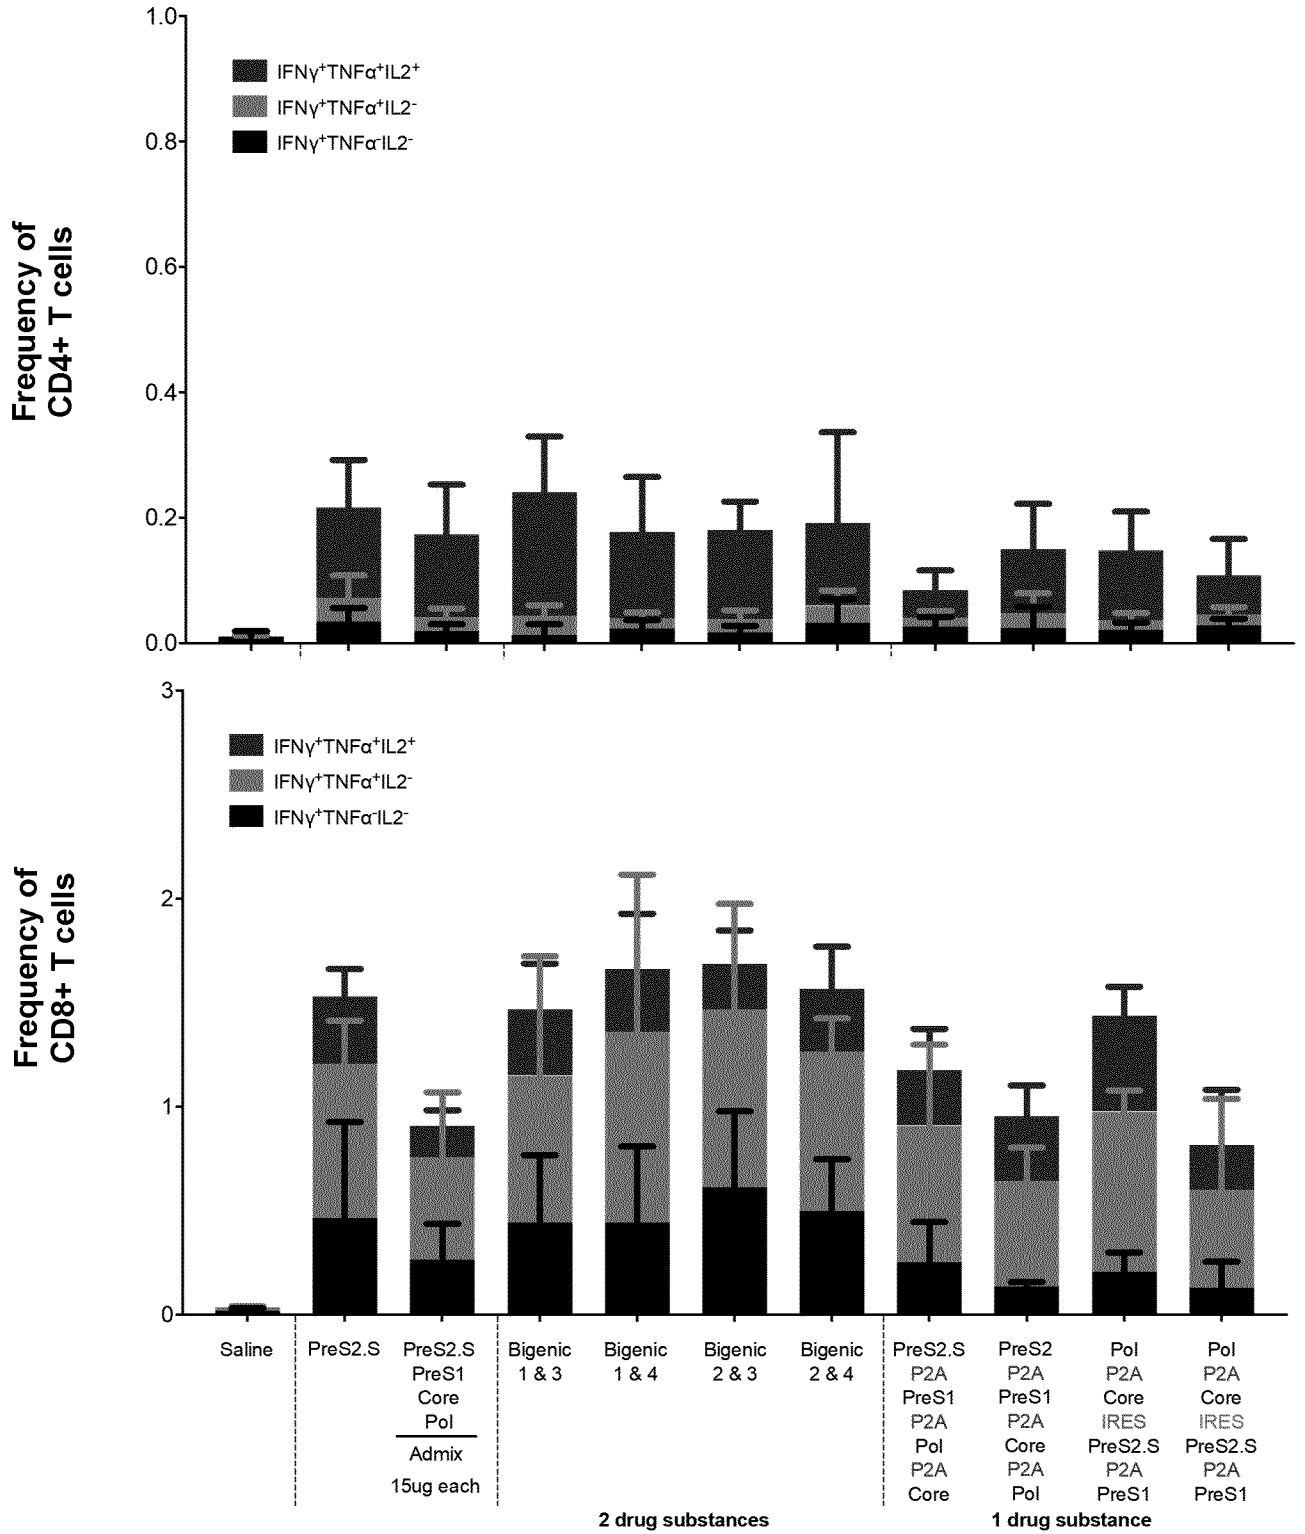 1.0
0.8
0.6
0.4
0.2
0.0
Frequency of
CD4+ T cells
IFNγ⁺TNFα⁺IL2⁺
IFNγ⁺TNFα⁺IL2⁻
IFNγ⁺TNFα⁻IL2⁻
3
2
1
0
Frequency of
CD8+ T cells
IFNγ⁺TNFα⁺IL2⁺
IFNγ⁺TNFα⁺IL2⁻
IFNγ⁺TNFα⁻IL2⁻
Saline
PreS2.S
PreS2.S
PreS1
Core
Pol
Admix
15ug each
Bigenic
1 & 3
Bigenic
1 & 4
Bigenic
2 & 3
Bigenic
2 & 4
2 drug substances
PreS2.S
P2A
PreS1
P2A
Pol
P2A
Core
PreS2
P2A
PreS1
P2A
Core
P2A
Pol
Pol
P2A
Core
IRES
PreS2.S
P2A
PreS1
Pol
P2A
Core
IRES
PreS2.S
P2A
PreS1
1 drug substance